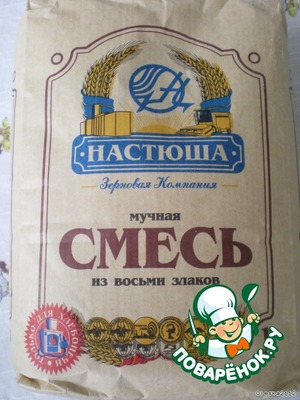 НАСТЮША
Зерновая Компания
мучная
СМЕСЬ
из восьми злаков
ПОВАРЁНОК.РУ